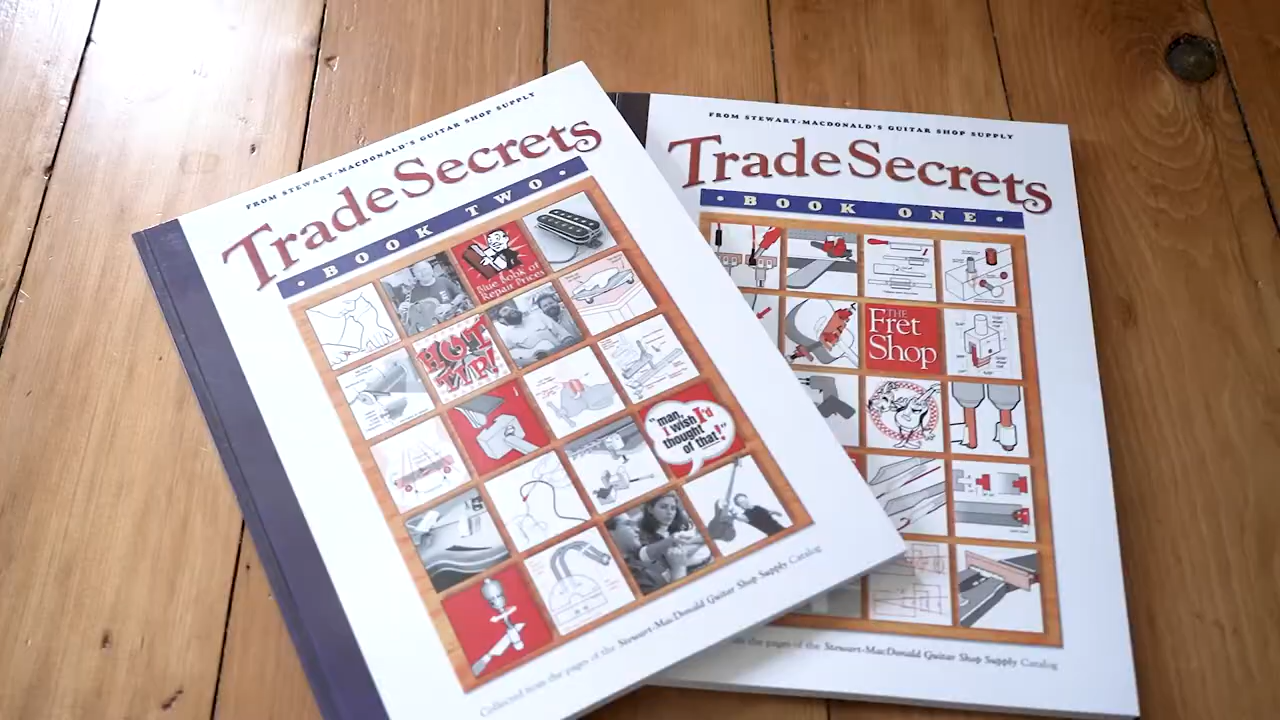 FROM STEWART-MACDONALD'S GUITAR SHOP SUPPLY
Trade Secrets
• BOOK TWO •
Blue Book of
Repair Prices
HOT
TIP!
"man,
I wish I'd
thought
of that!"
Collected from the pages of the Stewart-MacDonald Guitar Shop Supply Catalog
FROM STEWART-MACDONALD'S GUITAR SHOP SUPPLY
Trade Secrets
• BOOK ONE •
THE
Fret
Shop
the pages of the Stewart-MacDonald Guitar Shop Supply Catalog